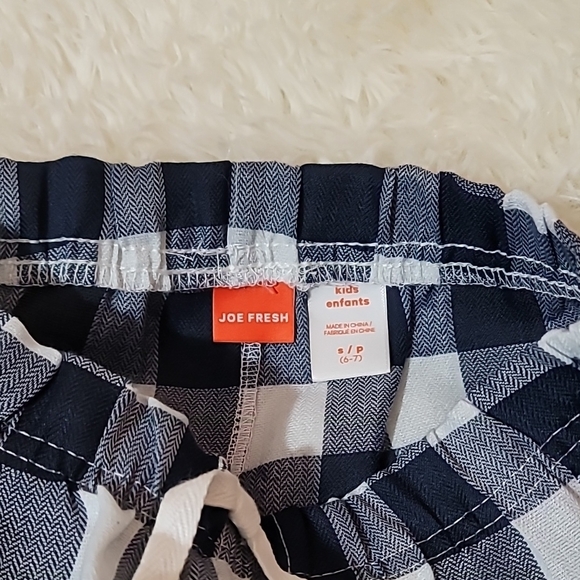 JOE FRESH
kids
enfants
MADE IN CHINA /
FABRIQUÉ EN CHINE
s / p
(6-7)